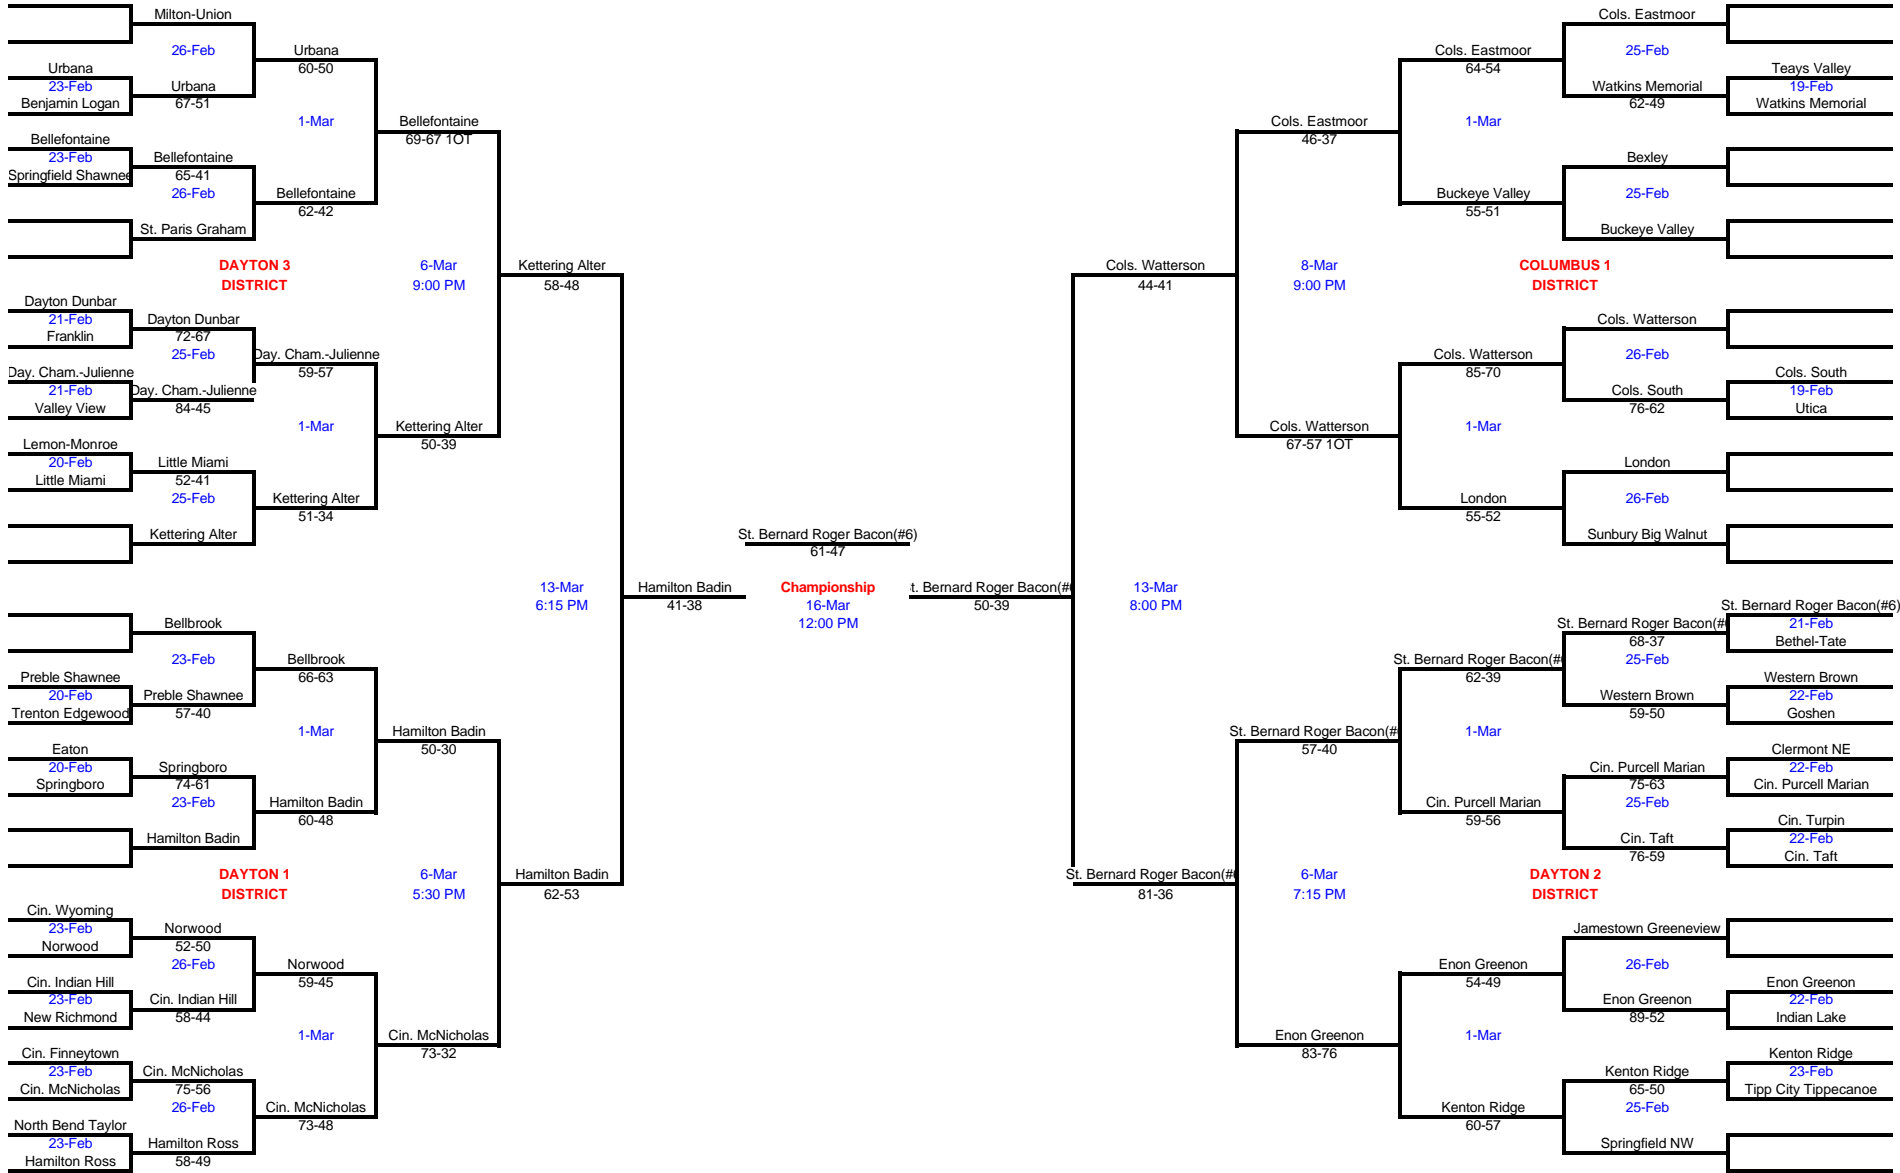 Milton-Union
26-Feb
Urbana
60-50
Urbana
23-Feb
Benjamin Logan
Urbana
67-51
1-Mar
Bellefontaine
69-67 1OT
Bellefontaine
23-Feb
Springfield Shawnee
Bellefontaine
65-41
26-Feb
Bellefontaine
62-42
St. Paris Graham
DAYTON 3
DISTRICT
6-Mar
9:00 PM
Kettering Alter
58-48
Dayton Dunbar
21-Feb
Franklin
Dayton Dunbar
72-67
25-Feb
Day. Cham.-Julienne
59-57
Day. Cham.-Julienne
21-Feb
Valley View
Day. Cham.-Julienne
84-45
1-Mar
Kettering Alter
50-39
Lemon-Monroe
20-Feb
Little Miami
Little Miami
52-41
25-Feb
Kettering Alter
51-34
Kettering Alter
13-Mar
6:15 PM
Hamilton Badin
41-38
Bellbrook
23-Feb
Bellbrook
66-63
Preble Shawnee
20-Feb
Trenton Edgewood
Preble Shawnee
57-40
1-Mar
Hamilton Badin
50-30
Eaton
20-Feb
Springboro
Springboro
74-61
23-Feb
Hamilton Badin
60-48
Hamilton Badin
DAYTON 1
DISTRICT
6-Mar
5:30 PM
Hamilton Badin
62-53
Cin. Wyoming
23-Feb
Norwood
Norwood
52-50
26-Feb
Norwood
59-45
Cin. Indian Hill
23-Feb
New Richmond
Cin. Indian Hill
58-44
1-Mar
Cin. McNicholas
73-32
Cin. Finneytown
23-Feb
Cin. McNicholas
Cin. McNicholas
75-56
26-Feb
Cin. McNicholas
73-48
North Bend Taylor
23-Feb
Hamilton Ross
Hamilton Ross
58-49
St. Bernard Roger Bacon(#6)
61-47
Championship
16-Mar
12:00 PM
t. Bernard Roger Bacon(#
50-39
13-Mar
8:00 PM
Cols. Eastmoor
25-Feb
Cols. Eastmoor
64-54
Teays Valley
19-Feb
Watkins Memorial
Watkins Memorial
62-49
1-Mar
Cols. Eastmoor
46-37
Bexley
25-Feb
Buckeye Valley
55-51
Buckeye Valley
Cols. Watterson
44-41
8-Mar
9:00 PM
COLUMBUS 1
DISTRICT
Cols. Watterson
26-Feb
Cols. Watterson
85-70
Cols. South
19-Feb
Utica
Cols. South
76-62
1-Mar
Cols. Watterson
67-57 1OT
London
26-Feb
London
55-52
Sunbury Big Walnut
St. Bernard Roger Bacon(#6)
21-Feb
Bethel-Tate
St. Bernard Roger Bacon(#
68-37
25-Feb
St. Bernard Roger Bacon(#
62-39
Western Brown
22-Feb
Goshen
Western Brown
59-50
1-Mar
St. Bernard Roger Bacon(#
57-40
Clermont NE
22-Feb
Cin. Purcell Marian
Cin. Purcell Marian
75-63
25-Feb
Cin. Purcell Marian
59-56
Cin. Turpin
22-Feb
Cin. Taft
Cin. Taft
76-59
St. Bernard Roger Bacon(#
81-36
6-Mar
7:15 PM
DAYTON 2
DISTRICT
Jamestown Greeneview
26-Feb
Enon Greenon
54-49
Enon Greenon
22-Feb
Indian Lake
Enon Greenon
89-52
1-Mar
Enon Greenon
83-76
Kenton Ridge
23-Feb
Tipp City Tippecanoe
Kenton Ridge
65-50
25-Feb
Kenton Ridge
60-57
Springfield NW